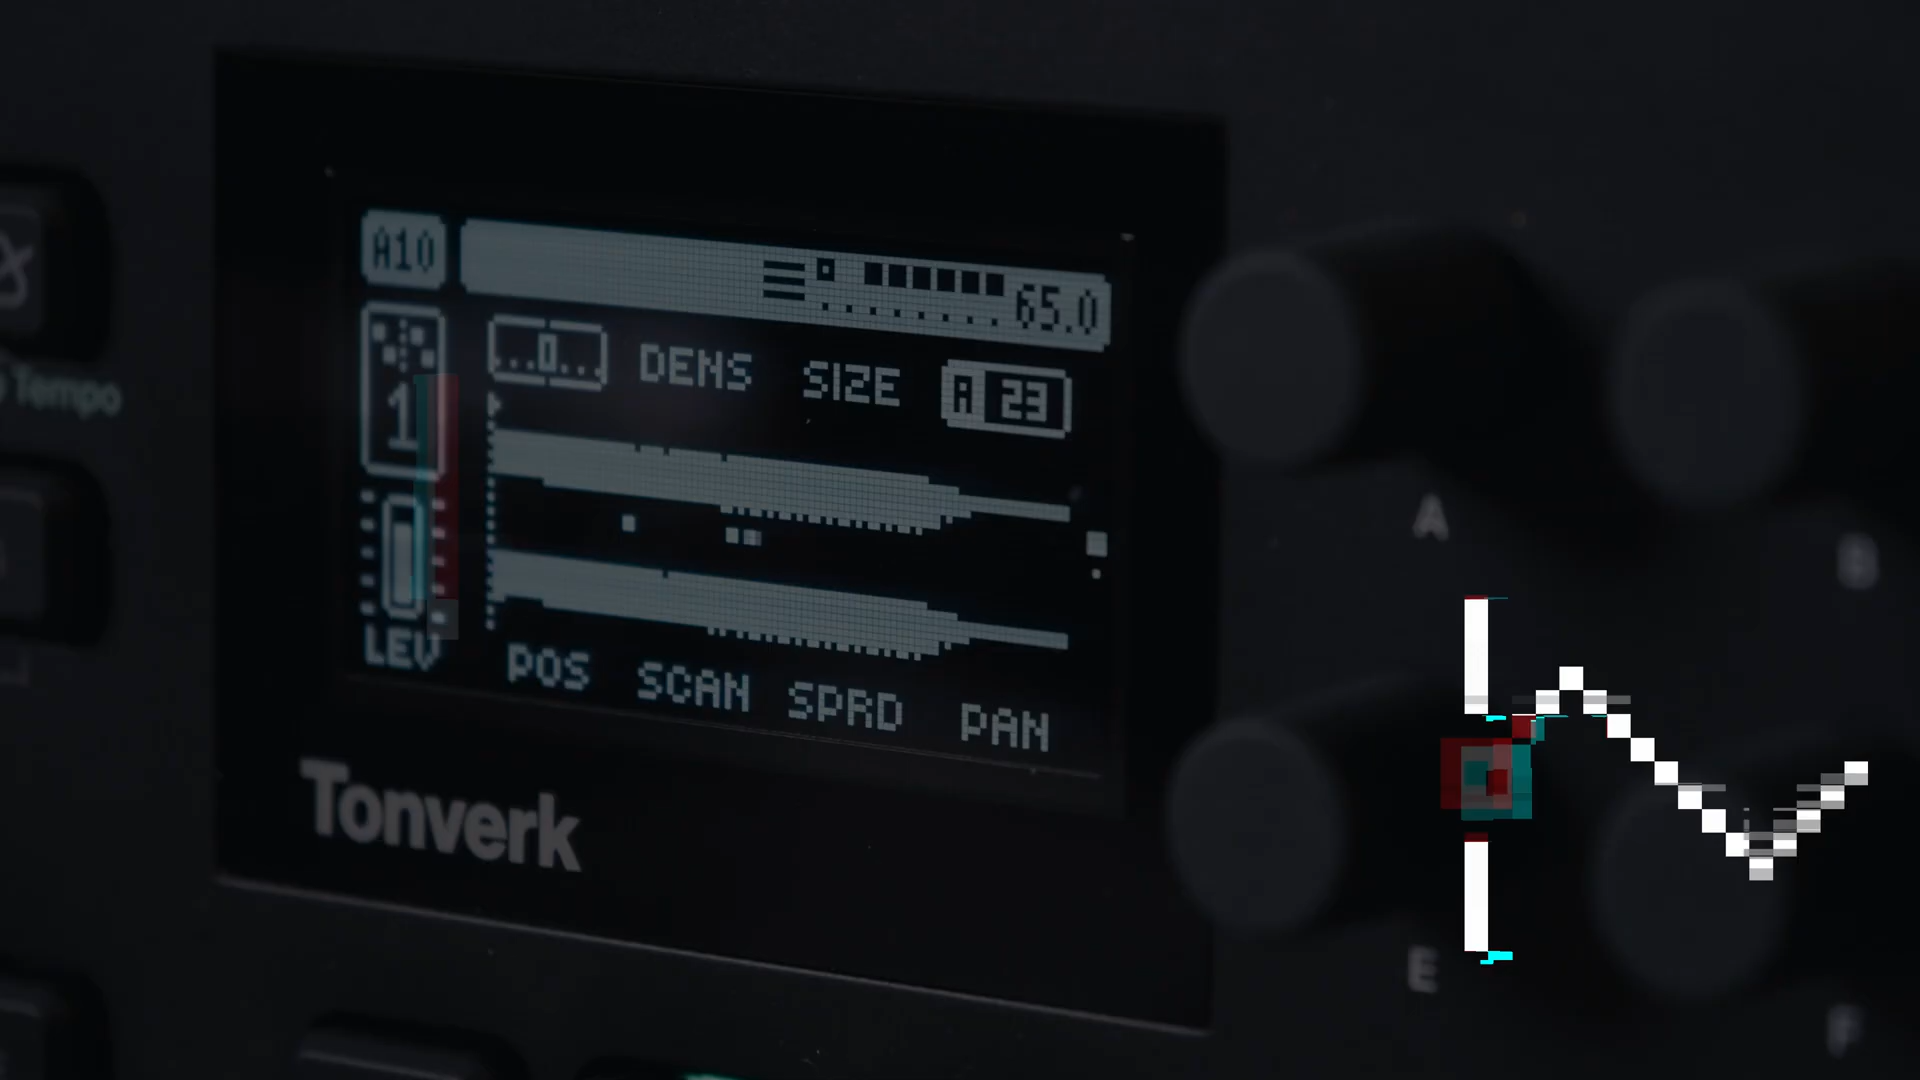 A10
65.0
Tempo
1
DENS
SIZE
A 23
LEV
POS
SCAN
SPRD
PAN
A
B
Tonverk
E
F